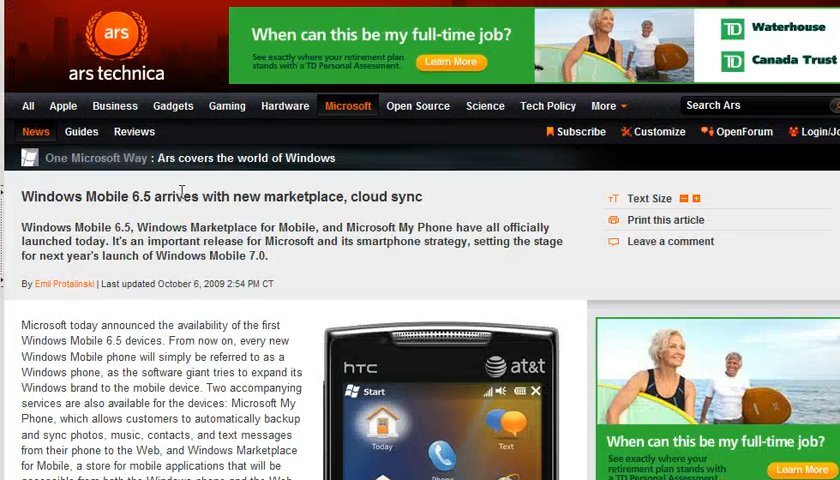 ars
ars technica
When can this be my full-time job?
See exactly where your retirement plan
stands with a TD Personal Assessment.
Learn More
TD Waterhouse
TD Canada Trust
All Apple Business Gadgets Gaming Hardware Microsoft Open Source Science Tech Policy More Search Ars
News Guides Reviews Subscribe Customize OpenForum Login/Jo
One Microsoft Way : Ars covers the world of Windows
Windows Mobile 6.5 arrives with new marketplace, cloud sync
Windows Mobile 6.5, Windows Marketplace for Mobile, and Microsoft My Phone have all officially
launched today. It's an important release for Microsoft and its smartphone strategy, setting the stage
for next year's launch of Windows Mobile 7.0.
By Emil Protalinski | Last updated October 6, 2009 2:54 PM CT
TT Text Size
Print this article
Leave a comment
Microsoft today announced the availability of the first
Windows Mobile 6.5 devices. From now on, every new
Windows Mobile phone will simply be referred to as a
Windows phone, as the software giant tries to expand its
Windows brand to the mobile device. Two accompanying
services are also available for the devices: Microsoft My
Phone, which allows customers to automatically backup
and sync photos, music, contacts, and text messages
from their phone to the Web, and Windows Marketplace
for Mobile, a store for mobile applications that will be
accessible from both the Windows phone and the Web.
hTC
at&t
Start
Today
Text
Phone
When can this be my full-time job?
See exactly where your
retirement plan stands
with a TD Personal
Learn More